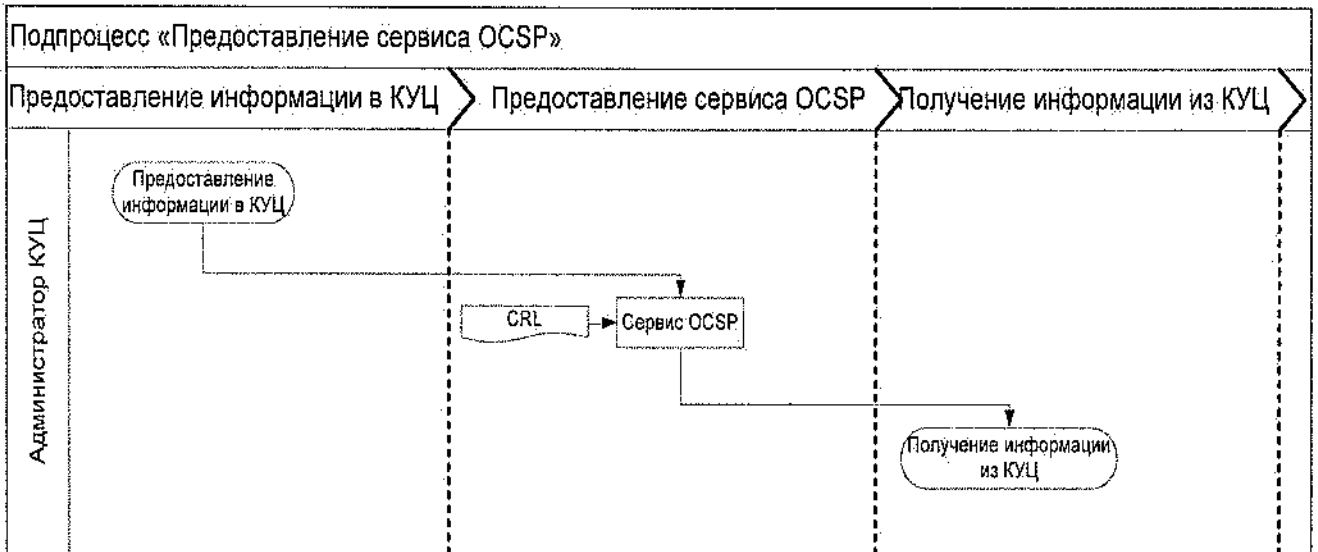 Подпроцесс «Предоставление сервиса OCSP»
Предоставление информации в КУЦ
Предоставление сервиса OCSP
Получение информации из КУЦ
Администратор КУЦ
Предоставление
информации в КУЦ
CRL
Сервис OCSP
Получение информации
из КУЦ